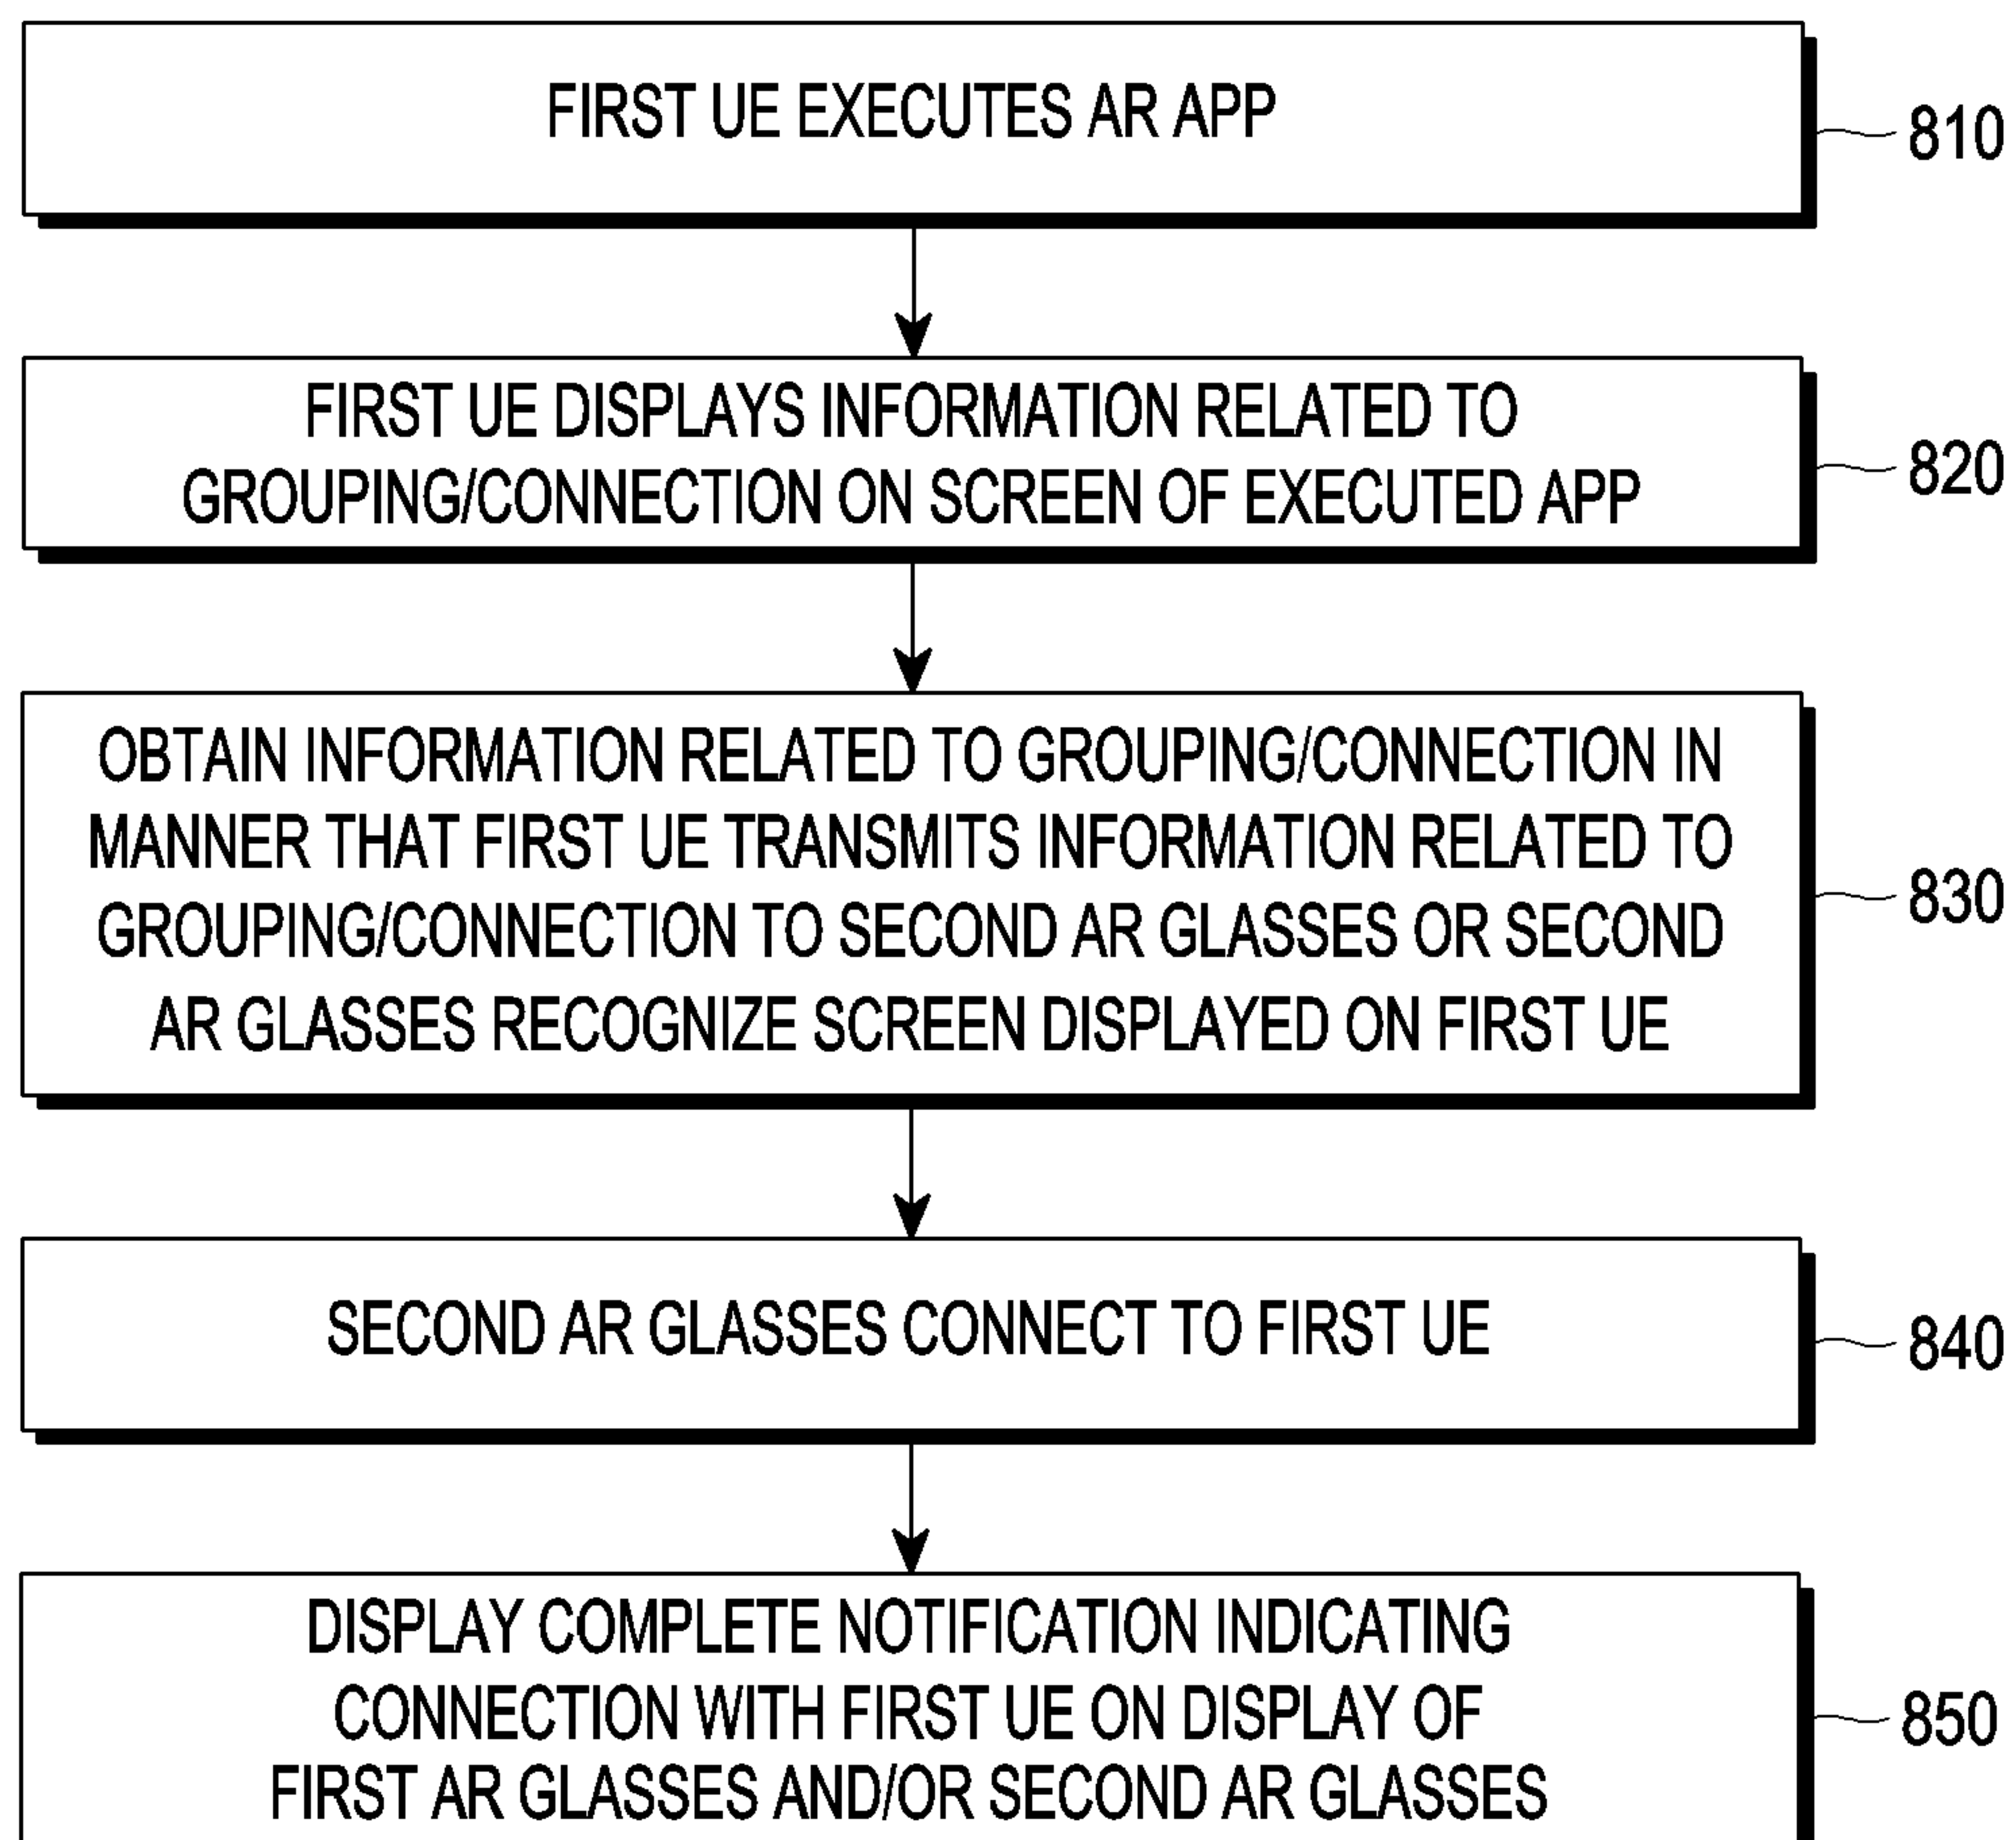 FIRST UE EXECUTES AR APP
810
FIRST UE DISPLAYS INFORMATION RELATED TO
GROUPING/CONNECTION ON SCREEN OF EXECUTED APP
820
OBTAIN INFORMATION RELATED TO GROUPING/CONNECTION IN
MANNER THAT FIRST UE TRANSMITS INFORMATION RELATED TO
GROUPING/CONNECTION TO SECOND AR GLASSES OR SECOND
AR GLASSES RECOGNIZE SCREEN DISPLAYED ON FIRST UE
830
SECOND AR GLASSES CONNECT TO FIRST UE
840
DISPLAY COMPLETE NOTIFICATION INDICATING
CONNECTION WITH FIRST UE ON DISPLAY OF
FIRST AR GLASSES AND/OR SECOND AR GLASSES
850